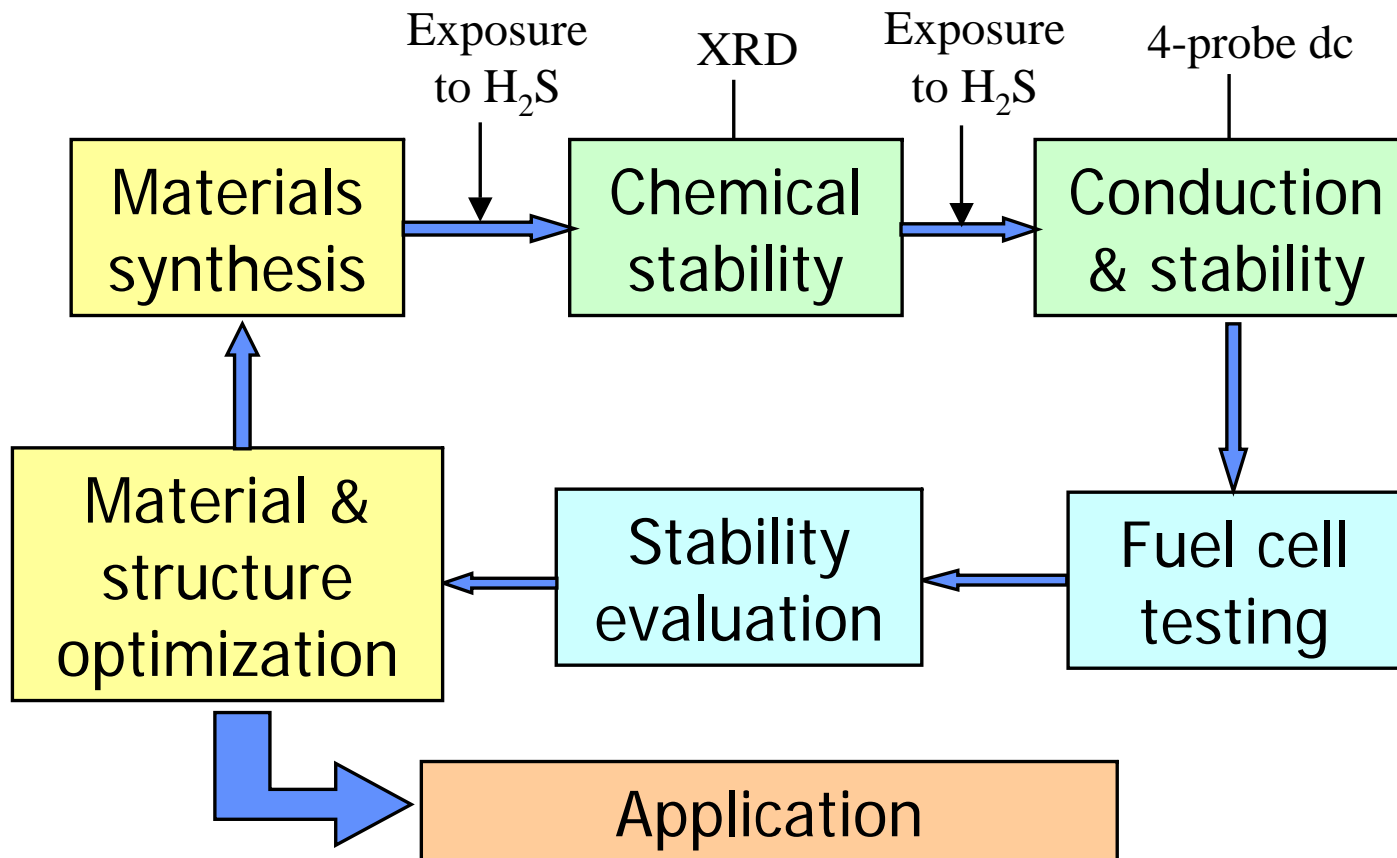 Exposure
to H₂S
XRD
Exposure
to H₂S
4-probe dc
Materials
synthesis
Chemical
stability
Conduction
& stability
Material &
structure
optimization
Stability
evaluation
Fuel cell
testing
Application